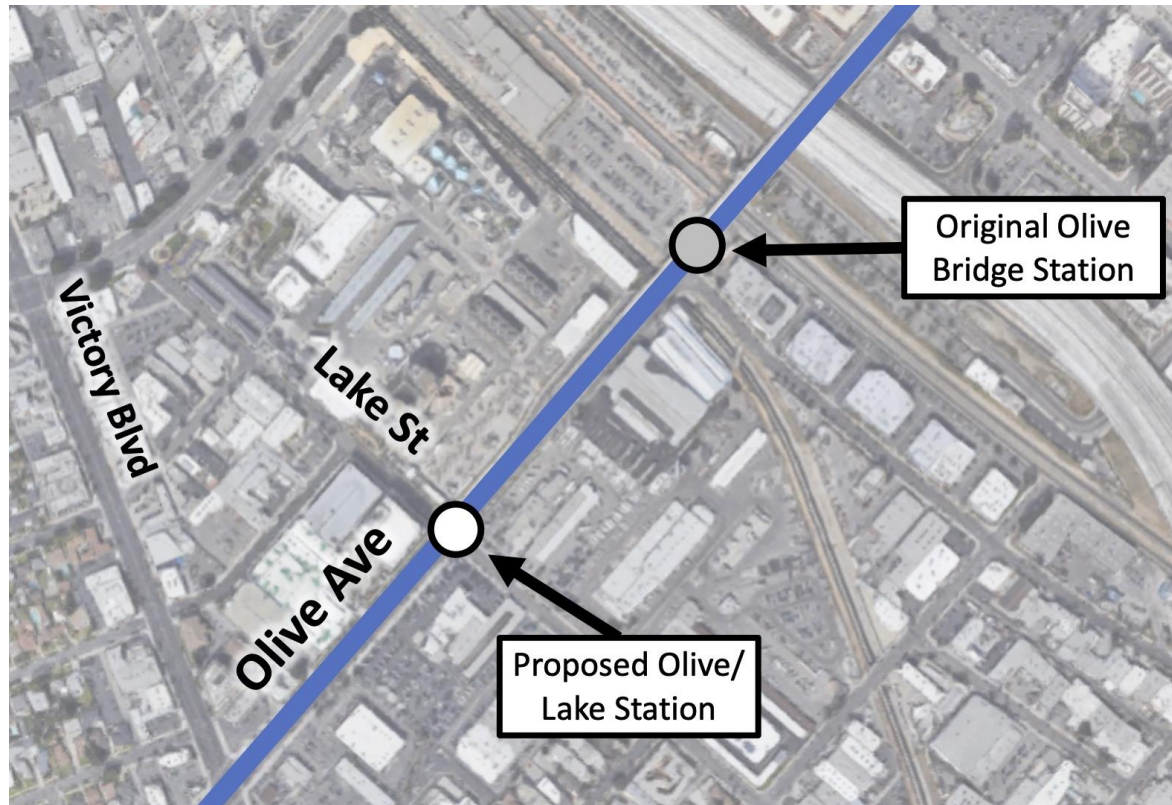 Original Olive
Bridge Station
Victory Blvd
Lake St
Olive Ave
Proposed Olive/
Lake Station